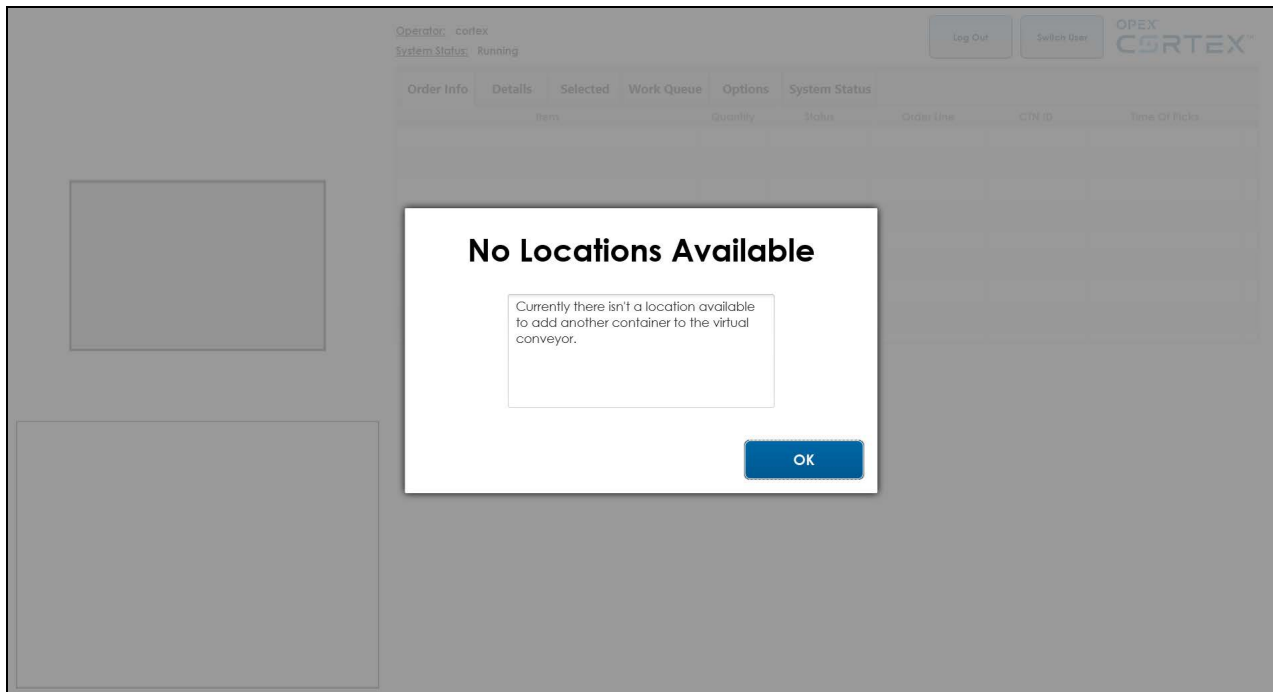 Operator: cortex
System Status: Running
Log Out
Switch User
OPEX
CORTEX™
Order Info Details Selected Work Queue Options System Status
Item Quantity Status Order Line CTN ID Time Of Picks
No Locations Available
Currently there isn't a location available
to add another container to the virtual
conveyor.
OK